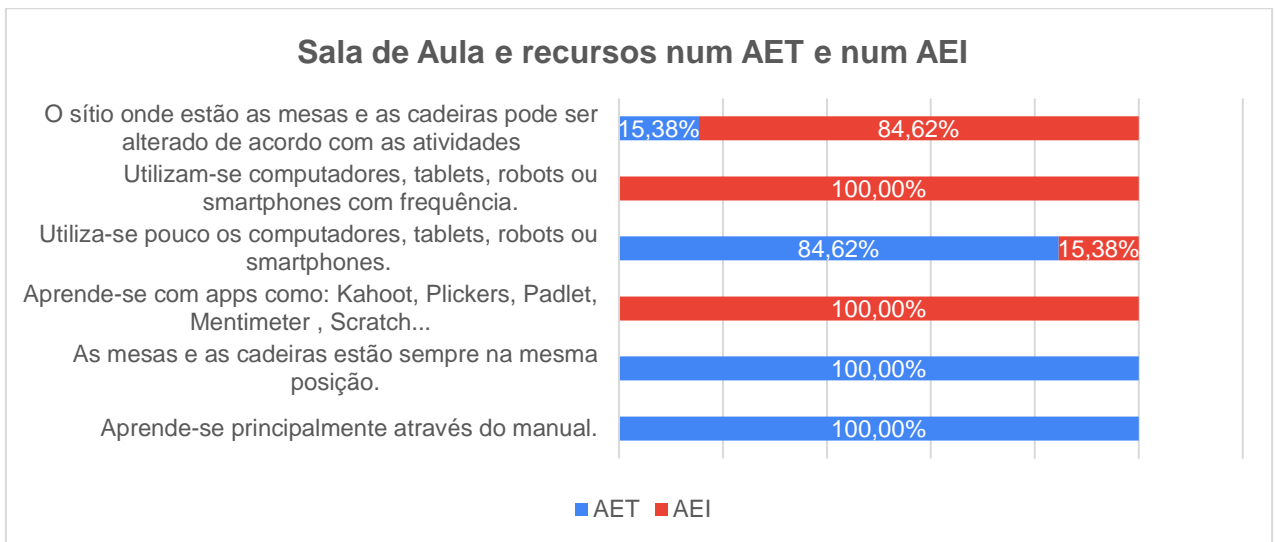 Sala de Aula e recursos num AET e num AEI
O sítio onde estão as mesas e as cadeiras pode ser
alterado de acordo com as atividades
15,38% 84,62%
Utilizam-se computadores, tablets, robots ou
smartphones com frequência.
100,00%
Utiliza-se pouco os computadores, tablets, robots ou
smartphones.
84,62% 15,38%
Aprende-se com apps como: Kahoot, Plickers, Padlet,
Mentimeter , Scratch...
100,00%
As mesas e as cadeiras estão sempre na mesma
posição.
100,00%
Aprende-se principalmente através do manual.
100,00%
AET AEI